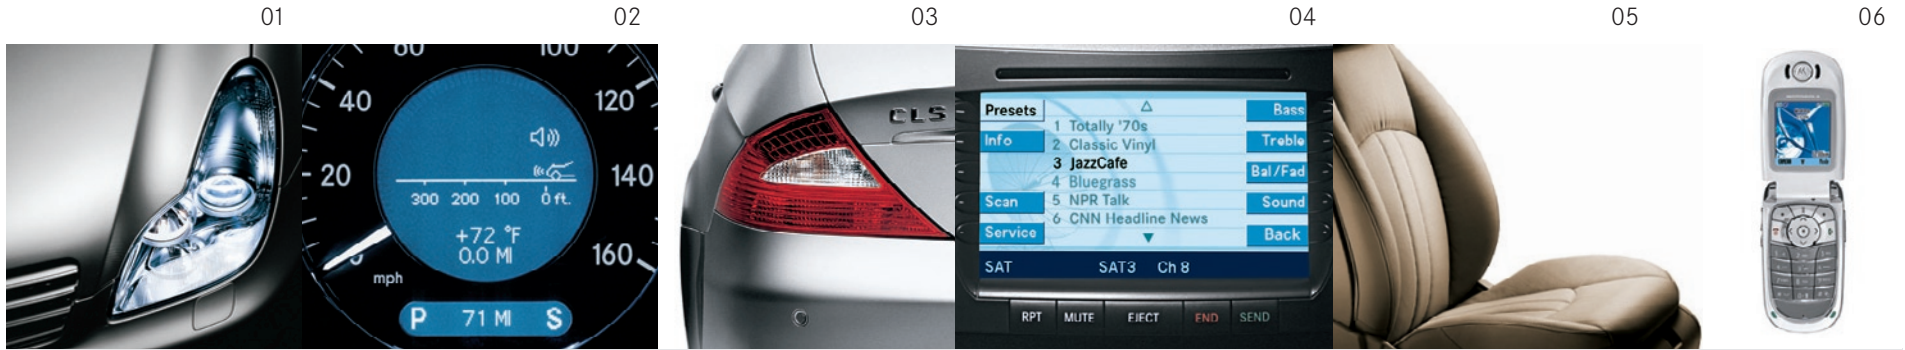 01
02
03
04
05
06
60
100
40
120
20
140
300 200 100 0 ft.
+72 °F
0.0 MI
160
mph
P 71 MI S
CLS
Presets
Bass
1 Totally '70s
Info
Treble
2 Classic Vinyl
3 JazzCafe
Bal/Fad
4 Bluegrass
Scan
5 NPR Talk
Sound
6 CNN Headline News
Service
Back
SAT SAT3 Ch 8
RPT MUTE EJECT END SEND